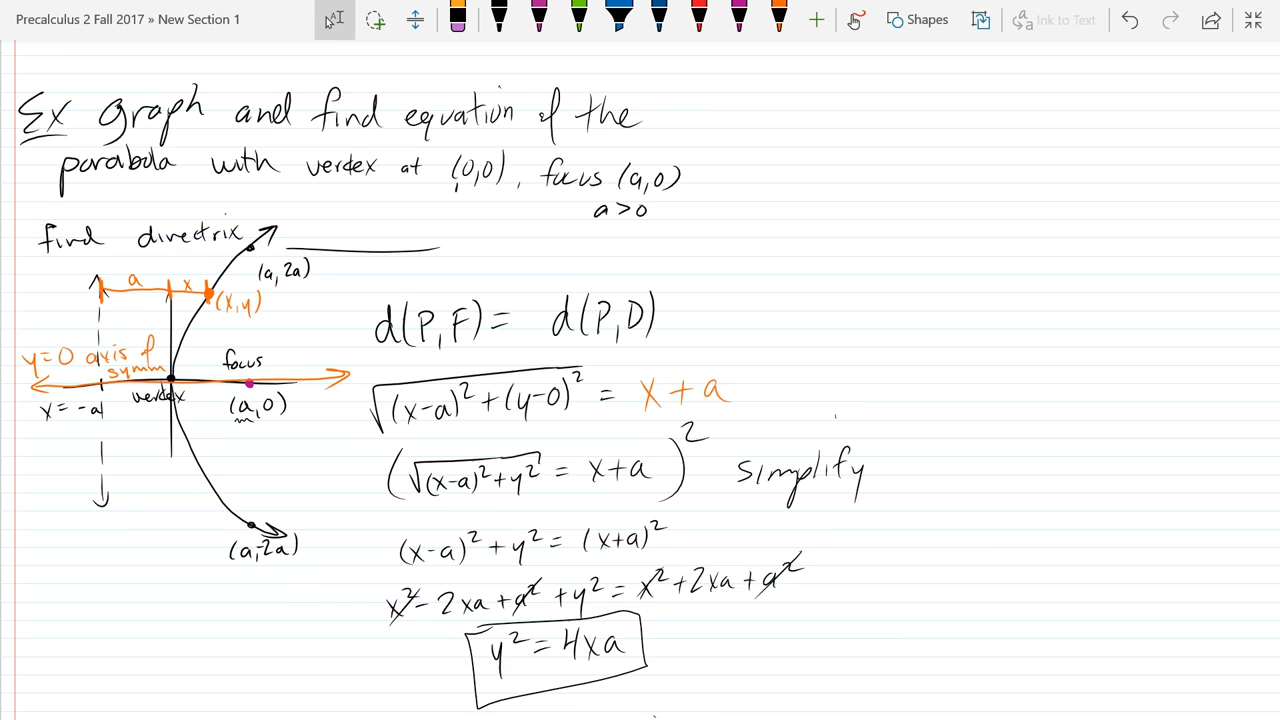 Precalculus 2 Fall 2017 » New Section 1
Shapes
Ink to Text
Ex graph and find equation of the
parabola with vertex at (0,0), focus (a,0)
a>0
find directrix
(a, 2a)
a
x
(x,y)
y=0 axis of
symm
focus
vertex
x = -a
(a,0)
(a,-2a)
d(P,F) = d(P,D)
√((x-a)²+(y-0)²) = x+a
(√((x-a)²+y²) = x+a)² simplify
(x-a)²+y² = (x+a)²
x² - 2xa + a² + y² = x² + 2xa + a²
y² = 4xa